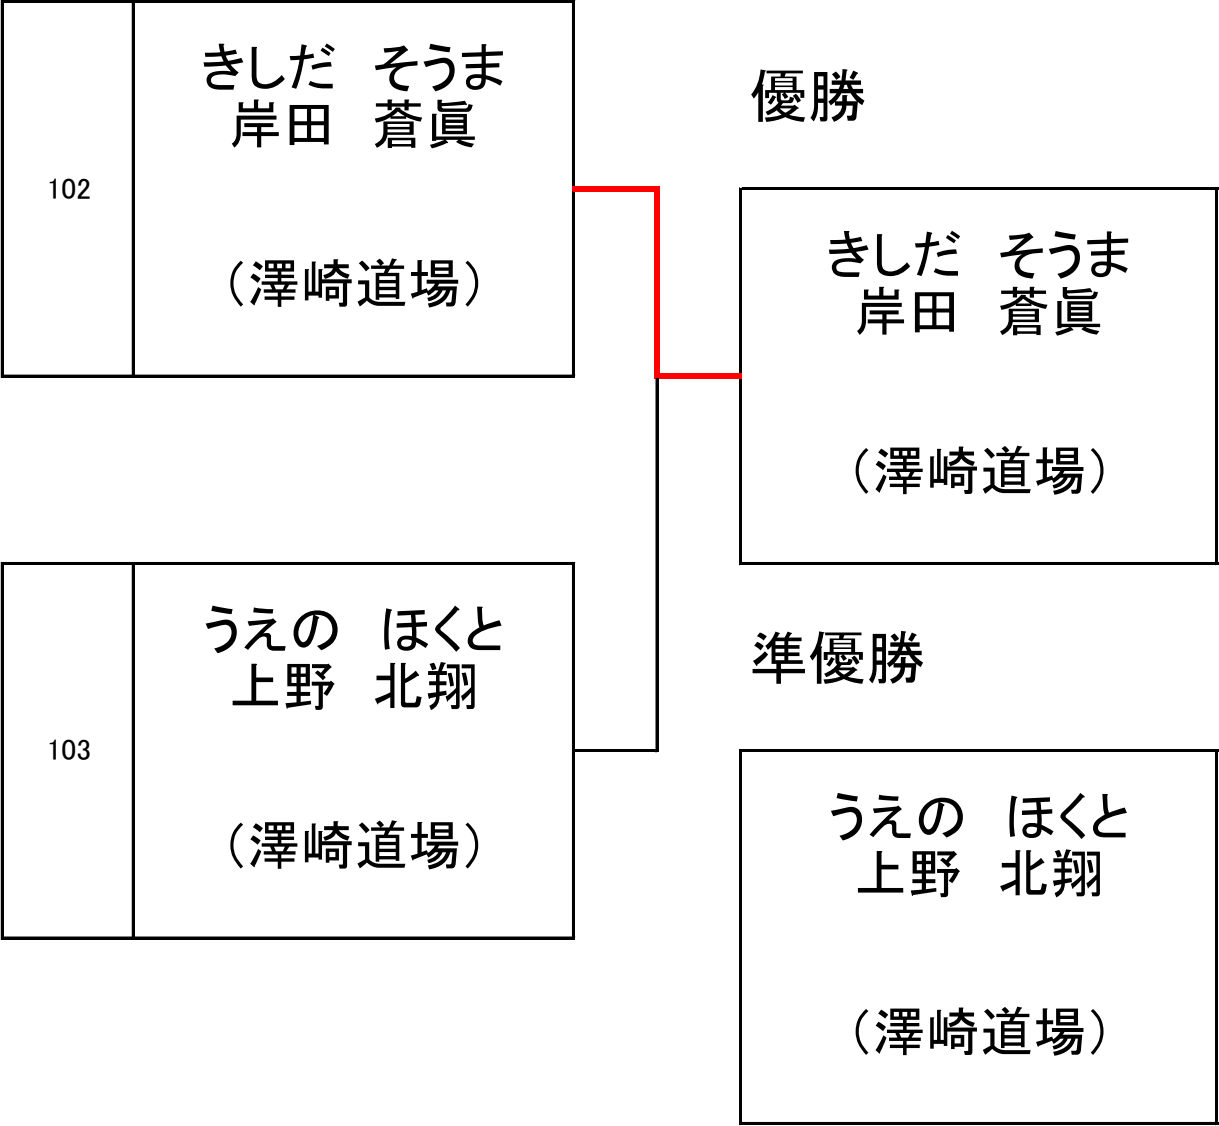 きしだ　そうま
岸田　蒼眞
102
（澤崎道場）
優勝
きしだ　そうま
岸田　蒼眞
（澤崎道場）
うえの　ほくと
上野　北翔
103
（澤崎道場）
準優勝
うえの　ほくと
上野　北翔
（澤崎道場）